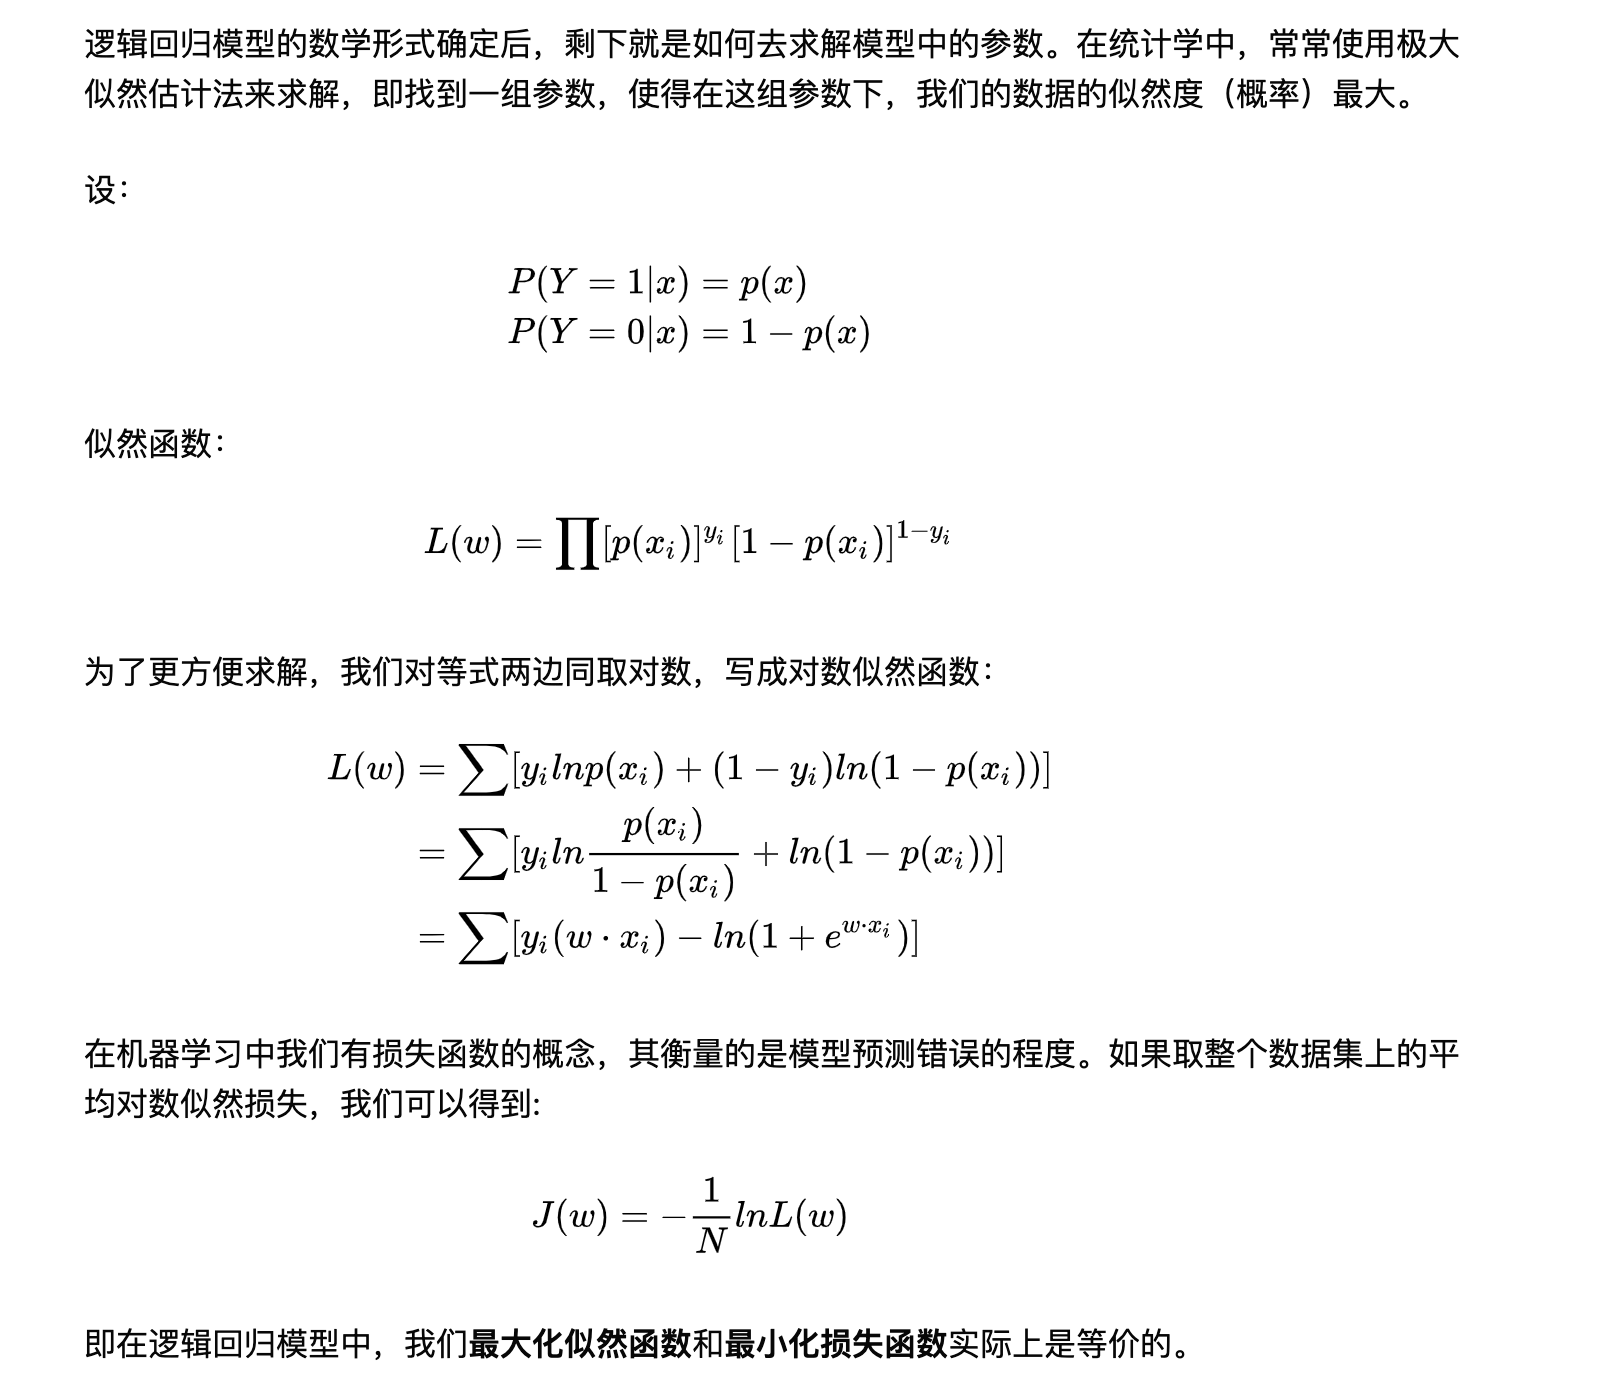 逻辑回归模型的数学形式确定后，剩下就是如何去求解模型中的参数。在统计学中，常常使用极大
似然估计法来求解，即找到一组参数，使得在这组参数下，我们的数据的似然度（概率）最大。
设：
P(Y = 1|x) = p(x)
P(Y = 0|x) = 1 − p(x)
似然函数：
L(w) = ∏[p(x_i)]^{y_i}[1 − p(x_i)]^{1−y_i}
为了更方便求解，我们对等式两边同取对数，写成对数似然函数：
L(w) = ∑[y_i lnp(x_i) + (1 − y_i)ln(1 − p(x_i))]
= ∑[y_i ln \frac{p(x_i)}{1 − p(x_i)} + ln(1 − p(x_i))]
= ∑[y_i(w · x_i) − ln(1 + e^{w·x_i})]
在机器学习中我们有损失函数的概念，其衡量的是模型预测错误的程度。如果取整个数据集上的平
均对数似然损失，我们可以得到:
J(w) = −\frac{1}{N} lnL(w)
即在逻辑回归模型中，我们最大化似然函数和最小化损失函数实际上是等价的。